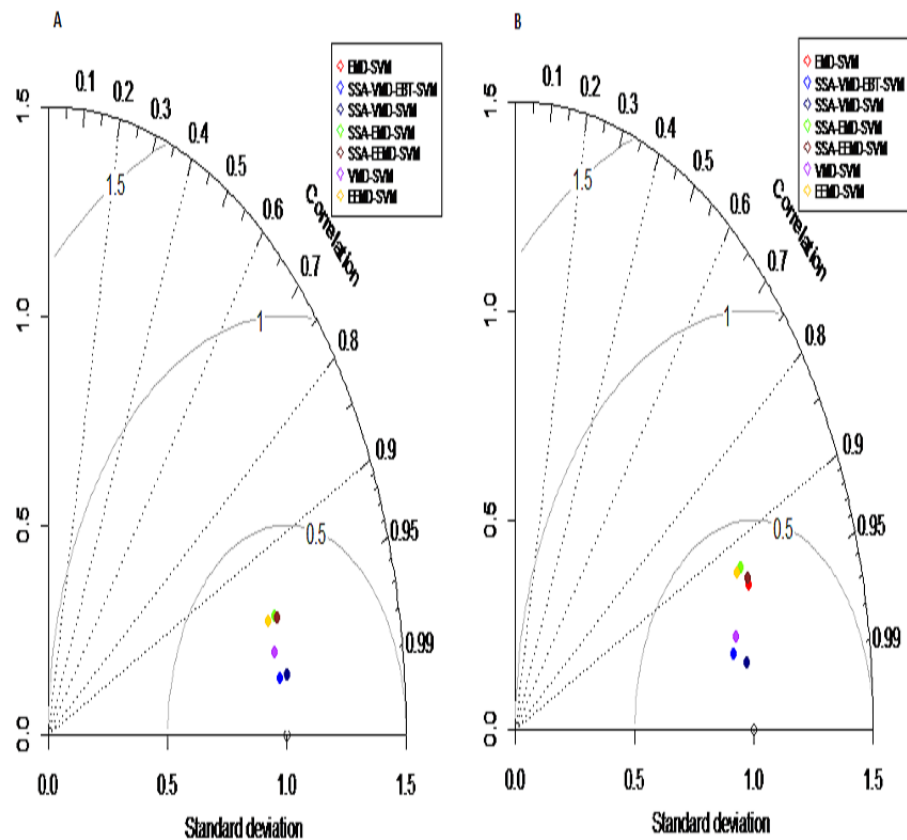 A
EMD-SVM
SSA-VMD-EBT-SVM
SSA-VMD-SVM
SSA-EMD-SVM
SSA-EEMD-SVM
VMD-SVM
EEMD-SVM
0.1
0.2
0.3
0.4
0.5
0.6
0.7
0.8
0.9
0.95
0.99
Correlation
1.5
1
0.5
1.5
1.0
0.5
0.0
0.0 0.5 1.0 1.5
Standard deviation
B
EMD-SVM
SSA-VMD-EBT-SVM
SSA-VMD-SVM
SSA-EMD-SVM
SSA-EEMD-SVM
VMD-SVM
EEMD-SVM
0.1
0.2
0.3
0.4
0.5
0.6
0.7
0.8
0.9
0.95
0.99
Correlation
1.5
1
0.5
1.5
1.0
0.5
0.0
0.0 0.5 1.0 1.5
Standard deviation